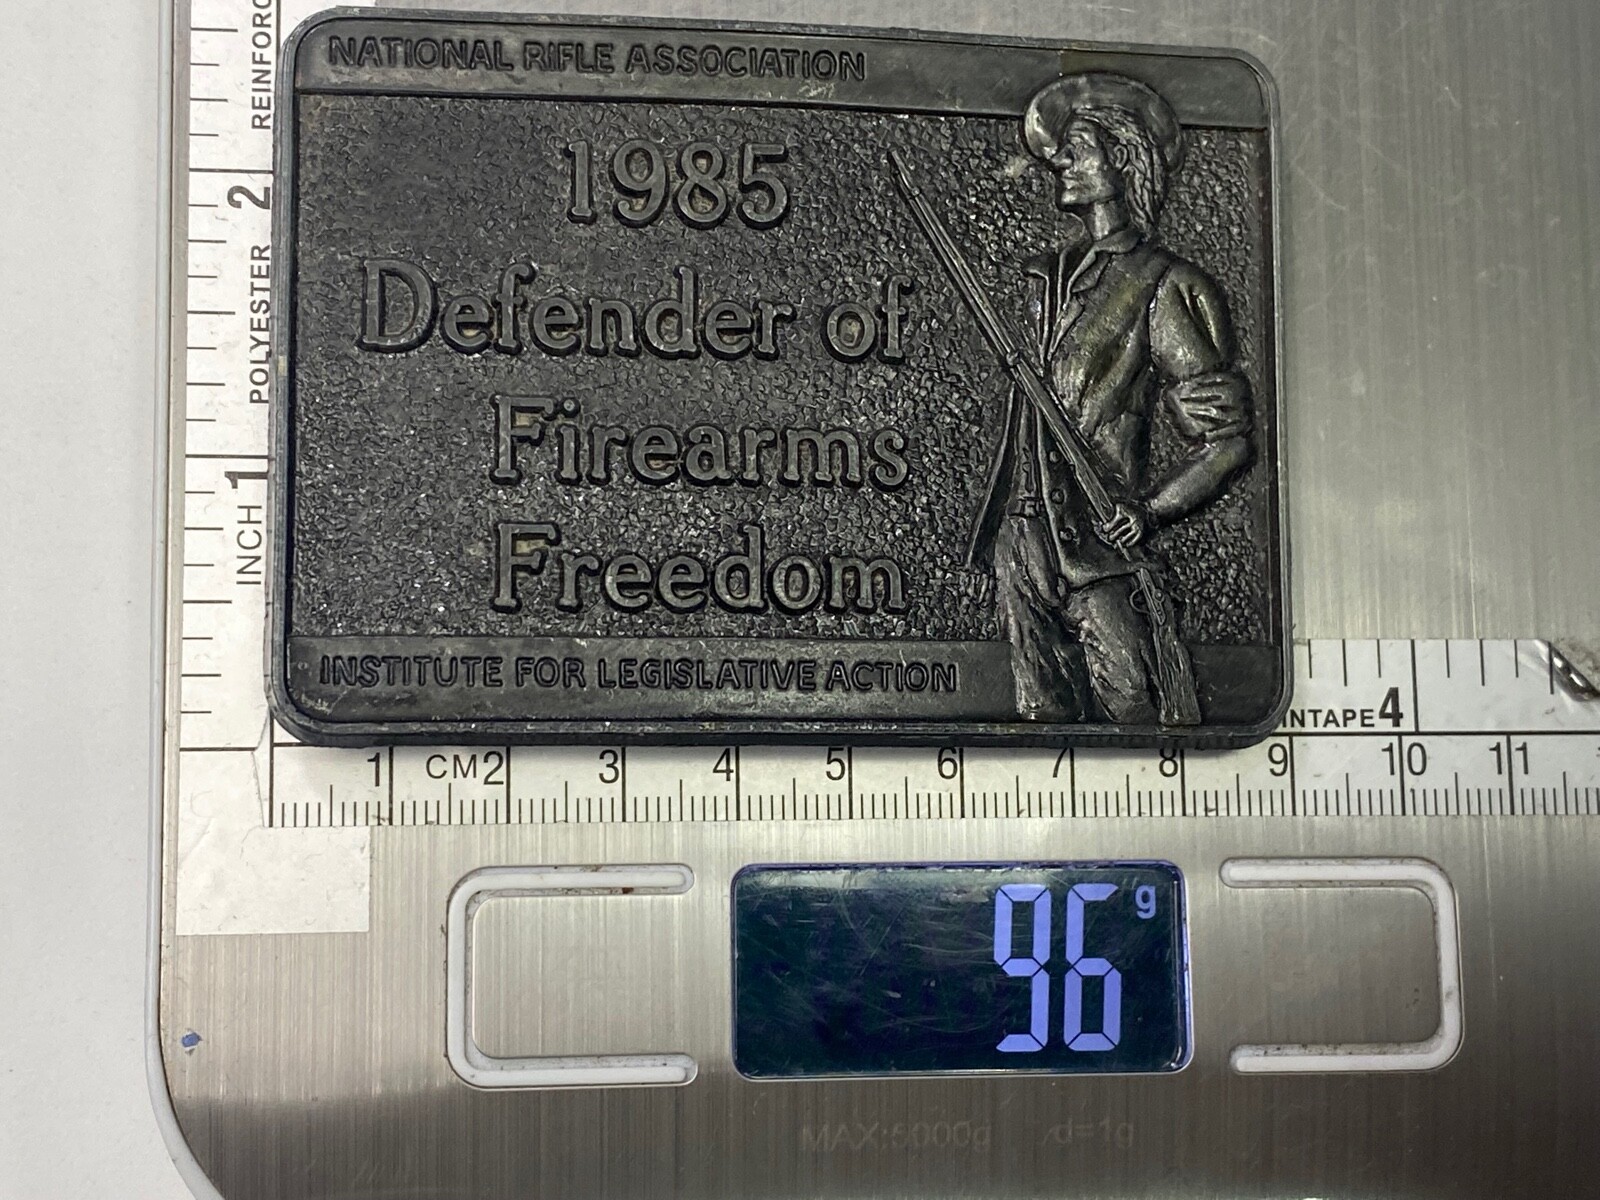 NATIONAL RIFLE ASSOCIATION
1985
Defender of
Firearms
Freedom
INSTITUTE FOR LEGISLATIVE ACTION
INCH 1 POLYESTER 2 REINFORC
INTAPE 4
1 CM 2 3 4 5 6 7 8 9 10 11
96 g
MAX:5000g d=1g